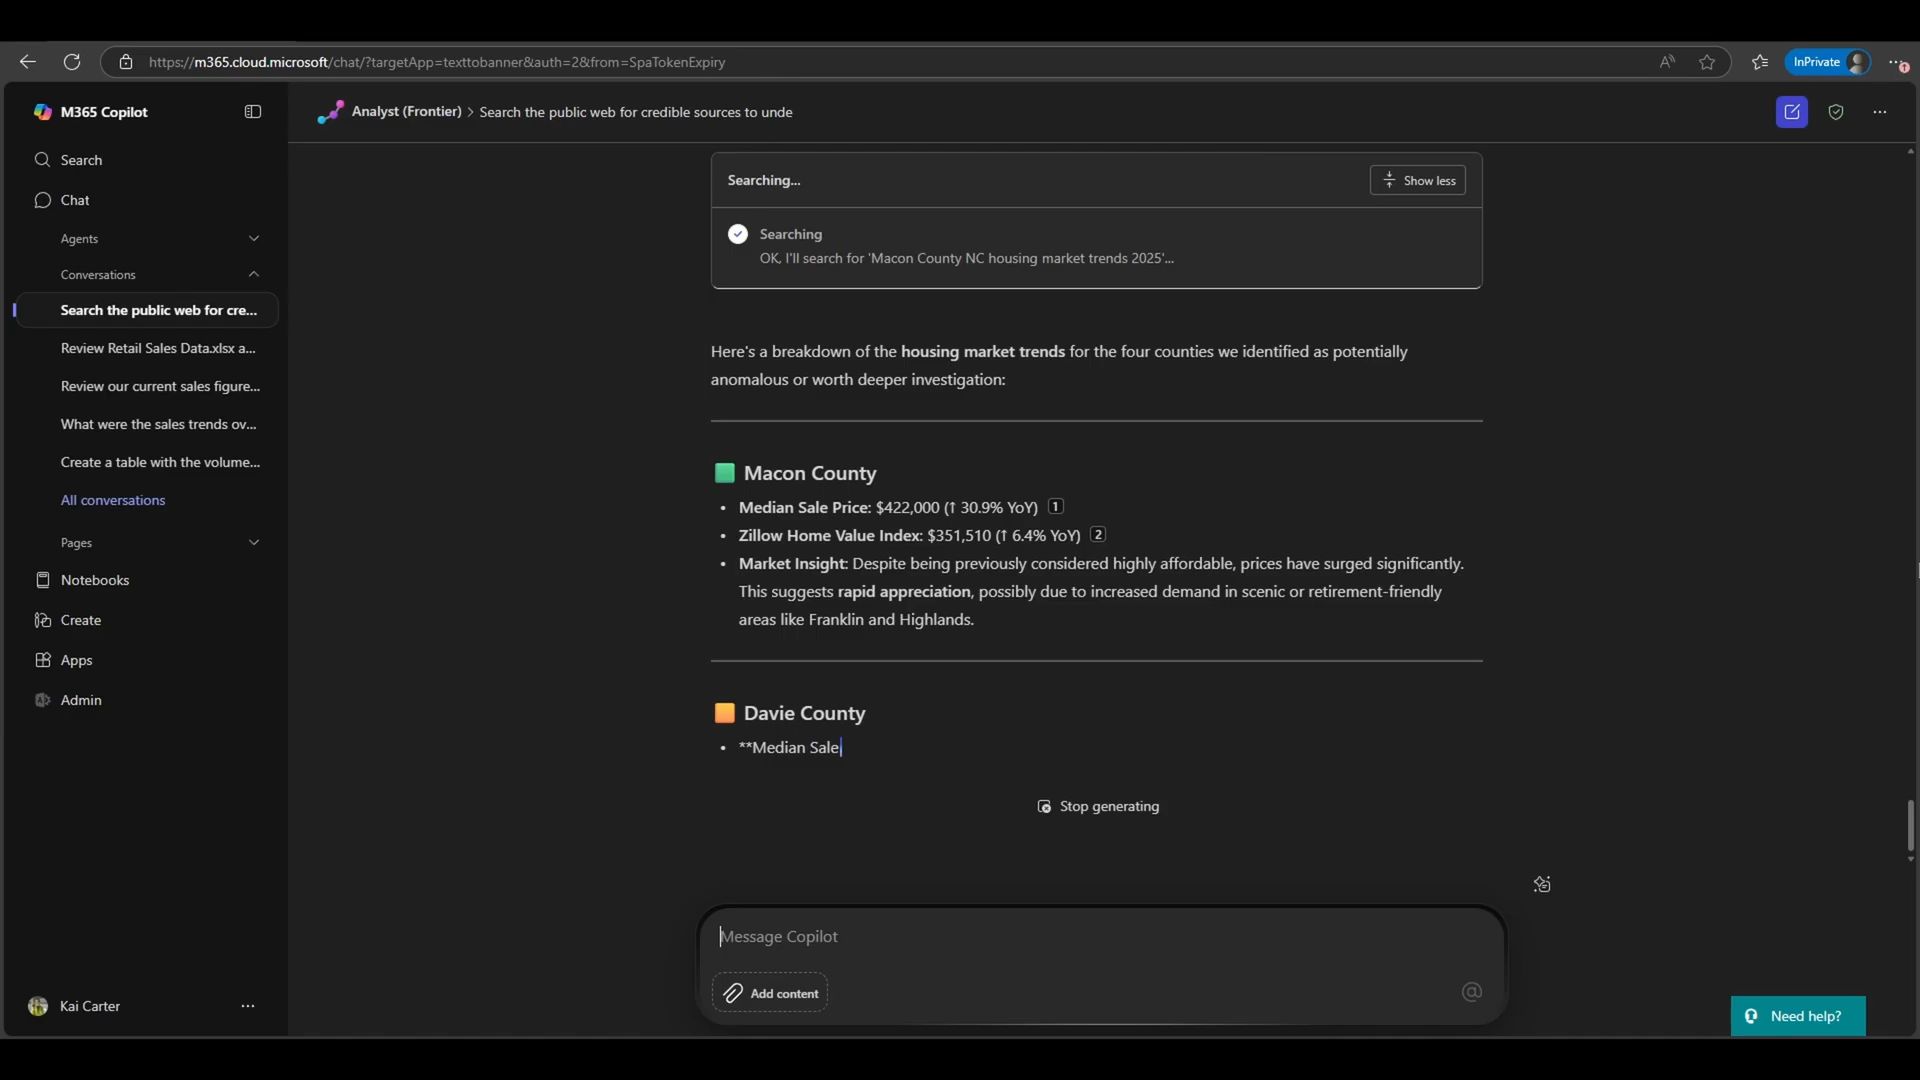 https://m365.cloud.microsoft/chat/?targetApp=texttobanner&auth=2&from=SpaTokenExpiry
InPrivate
M365 Copilot
Analyst (Frontier) > Search the public web for credible sources to unde
Search
Chat
Agents
Conversations
Search the public web for cre...
Review Retail Sales Data.xlsx a...
Review our current sales figure...
What were the sales trends ov...
Create a table with the volume...
All conversations
Pages
Notebooks
Create
Apps
Admin
Kai Carter
Searching...
Show less
Searching
OK, I'll search for 'Macon County NC housing market trends 2025'...
Here's a breakdown of the housing market trends for the four counties we identified as potentially
anomalous or worth deeper investigation:
Macon County
• Median Sale Price: $422,000 (↑ 30.9% YoY) 1
• Zillow Home Value Index: $351,510 (↑ 6.4% YoY) 2
• Market Insight: Despite being previously considered highly affordable, prices have surged significantly.
This suggests rapid appreciation, possibly due to increased demand in scenic or retirement-friendly
areas like Franklin and Highlands.
Davie County
• **Median Sale
Stop generating
Message Copilot
Add content
@
Need help?